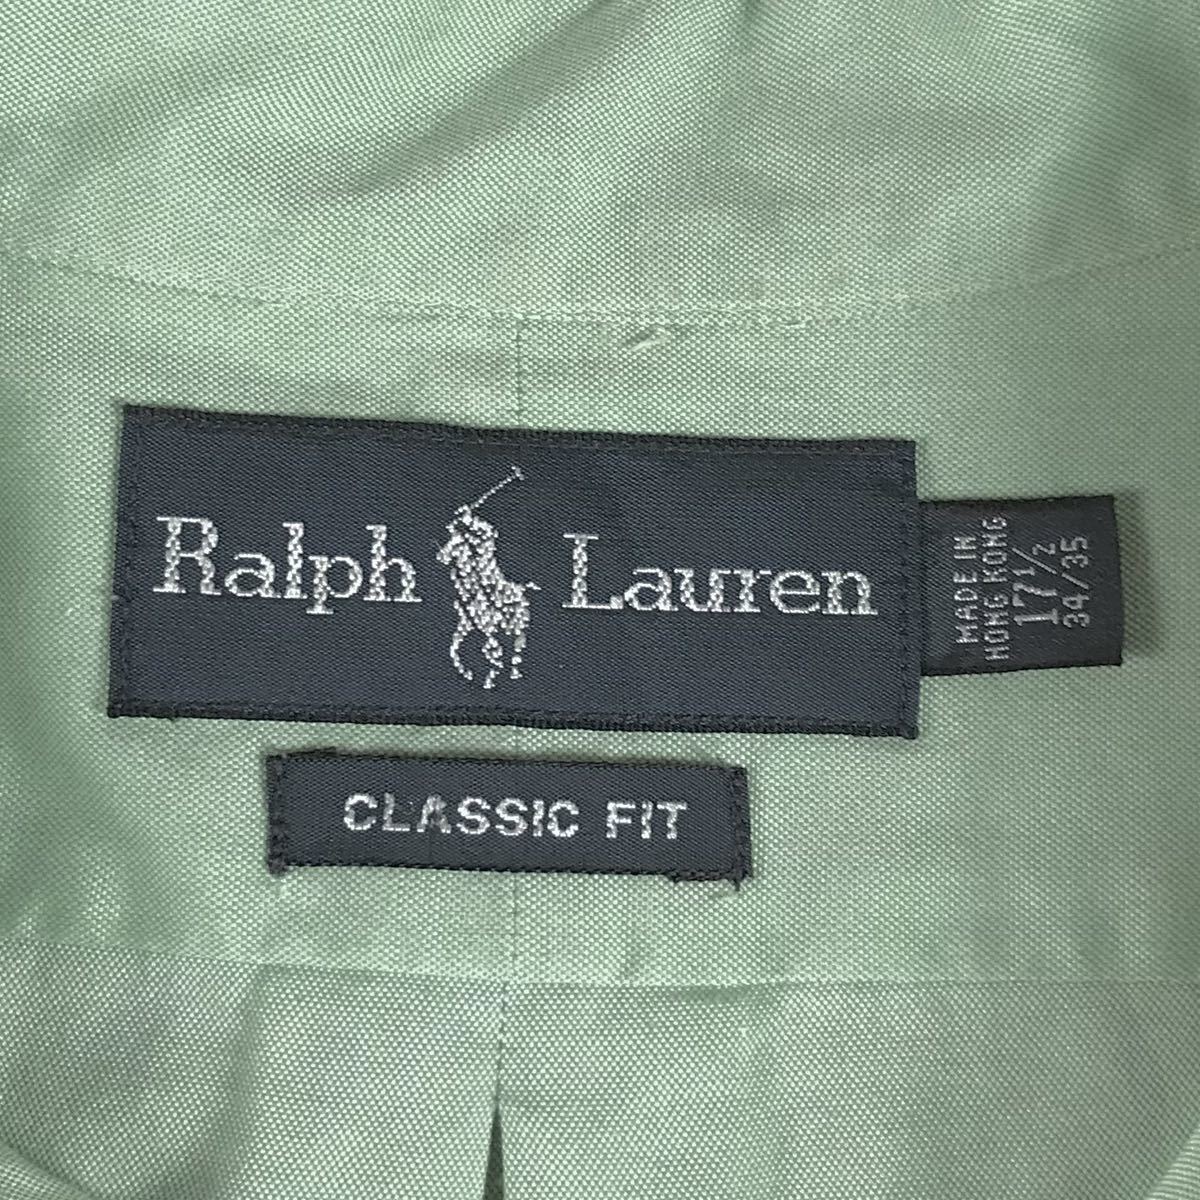 Ralph Lauren
MADE IN
HONG KONG
17 1/2
34/35
CLASSIC FIT